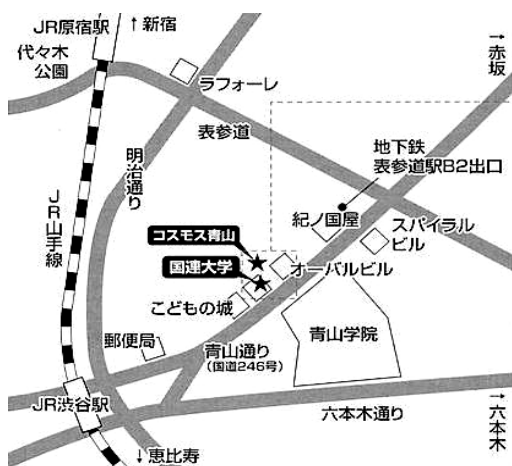 JR原宿駅
↑新宿
代々木
公園
ラフォーレ
→
赤坂
表参道
明治通り
地下鉄
表参道駅B2出口
JR山手線
紀ノ国屋
スパイラル
ビル
コスモス青山
国連大学
オーバルビル
こどもの城
郵便局
青山通り
(国道246号)
青山学院
JR渋谷駅
六本木通り
→
六本木
↓恵比寿